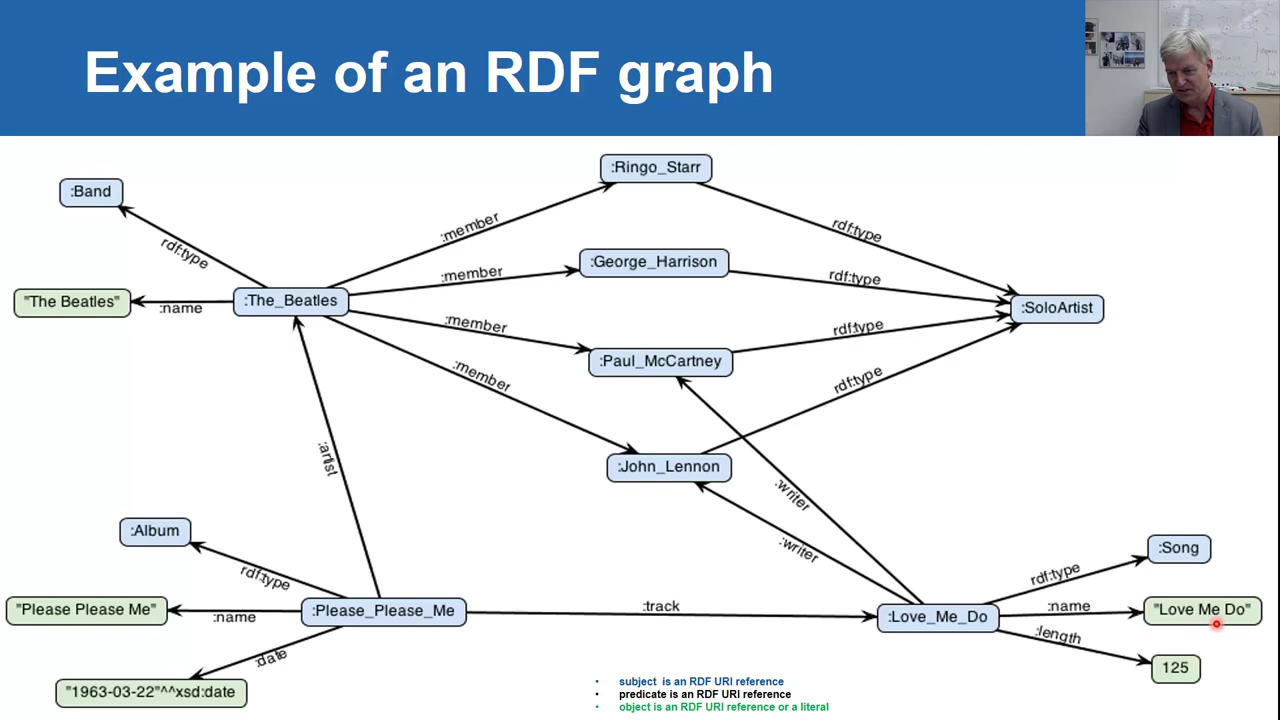 Example of an RDF graph
:Ringo_Starr
:Band
:member
rdf:type
rdf:type
:George_Harrison
:member
rdf:type
"The Beatles"
:name
:The_Beatles
:SoloArtist
:member
rdf:type
:Paul_McCartney
:member
rdf:type
:artist
:John_Lennon
:writer
:writer
:Album
:Song
rdf:type
rdf:type
"Please Please Me"
:name
:Please_Please_Me
:track
:Love_Me_Do
:name
"Love Me Do"
:length
:date
125
"1963-03-22"^^xsd:date
• subject is an RDF URI reference
• predicate is an RDF URI reference
• object is an RDF URI reference or a literal